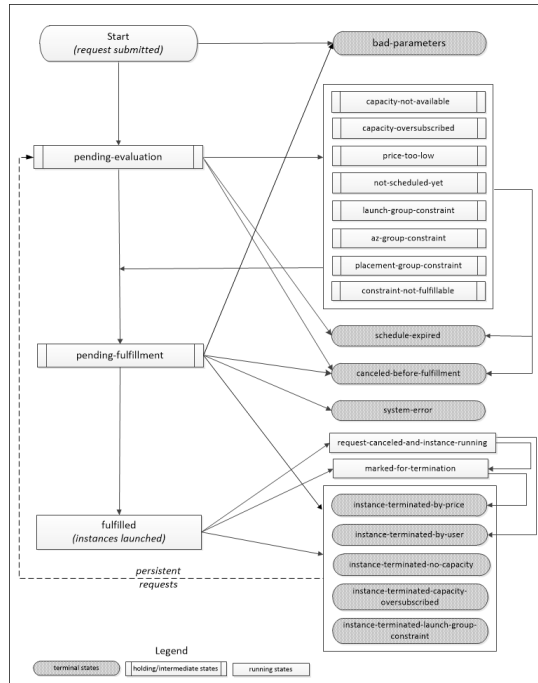 Start
(request submitted)
bad-parameters
capacity-not-available
capacity-oversubscribed
price-too-low
not-scheduled-yet
launch-group-constraint
az-group-constraint
placement-group-constraint
constraint-not-fulfillable
pending-evaluation
schedule-expired
pending-fulfillment
canceled-before-fulfillment
system-error
request-canceled-and-instance-running
marked-for-termination
instance-terminated-by-price
fulfilled
(instances launched)
instance-terminated-by-user
instance-terminated-no-capacity
instance-terminated-capacity-
oversubscribed
instance-terminated-launch-group-
constraint
persistent
requests
Legend
terminal states
holding/intermediate states
running states